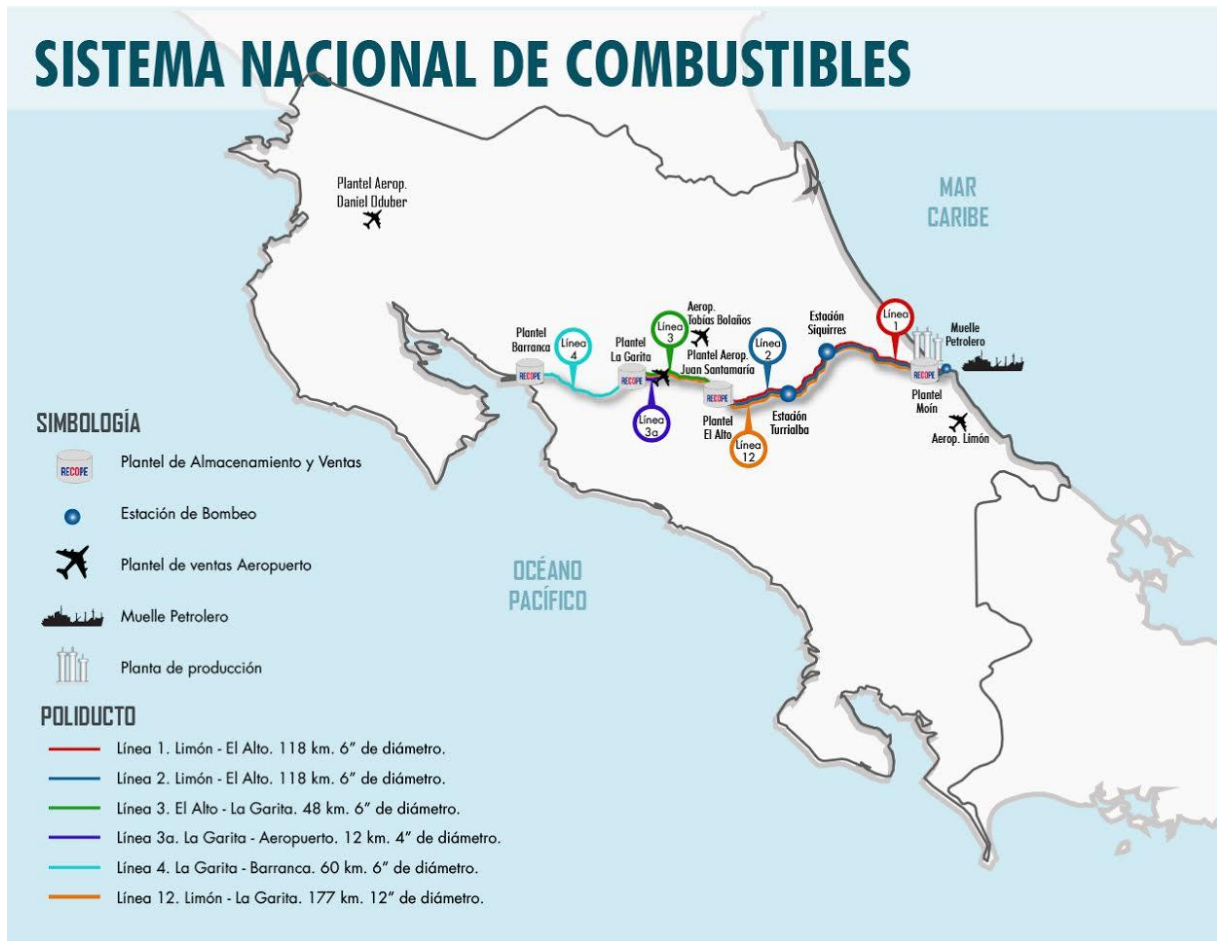 SISTEMA NACIONAL DE COMBUSTIBLES
Plantel Aerop.
Daniel Oduber
MAR
CARIBE
Plantel
Barranca
Línea
4
Plantel
La Garita
Línea
3
Aerop.
Tobías Bolaños
Plantel Aerop.
Juan Santamaría
Línea
2
Estación
Siquirres
Línea
1
Muelle
Petrolero
RECOPE
RECOPE
RECOPE
RECOPE
Línea
3a
Plantel
El Alto
Línea
12
Estación
Turrialba
Plantel
Moín
Aerop. Limón
OCÉANO
PACÍFICO
SIMBOLOGÍA
RECOPE
Plantel de Almacenamiento y Ventas
Estación de Bombeo
Plantel de ventas Aeropuerto
Muelle Petrolero
Planta de producción
POLIDUCTO
Línea 1. Limón - El Alto. 118 km. 6” de diámetro.
Línea 2. Limón - El Alto. 118 km. 6” de diámetro.
Línea 3. El Alto - La Garita. 48 km. 6” de diámetro.
Línea 3a. La Garita - Aeropuerto. 12 km. 4” de diámetro.
Línea 4. La Garita - Barranca. 60 km. 6” de diámetro.
Línea 12. Limón - La Garita. 177 km. 12” de diámetro.